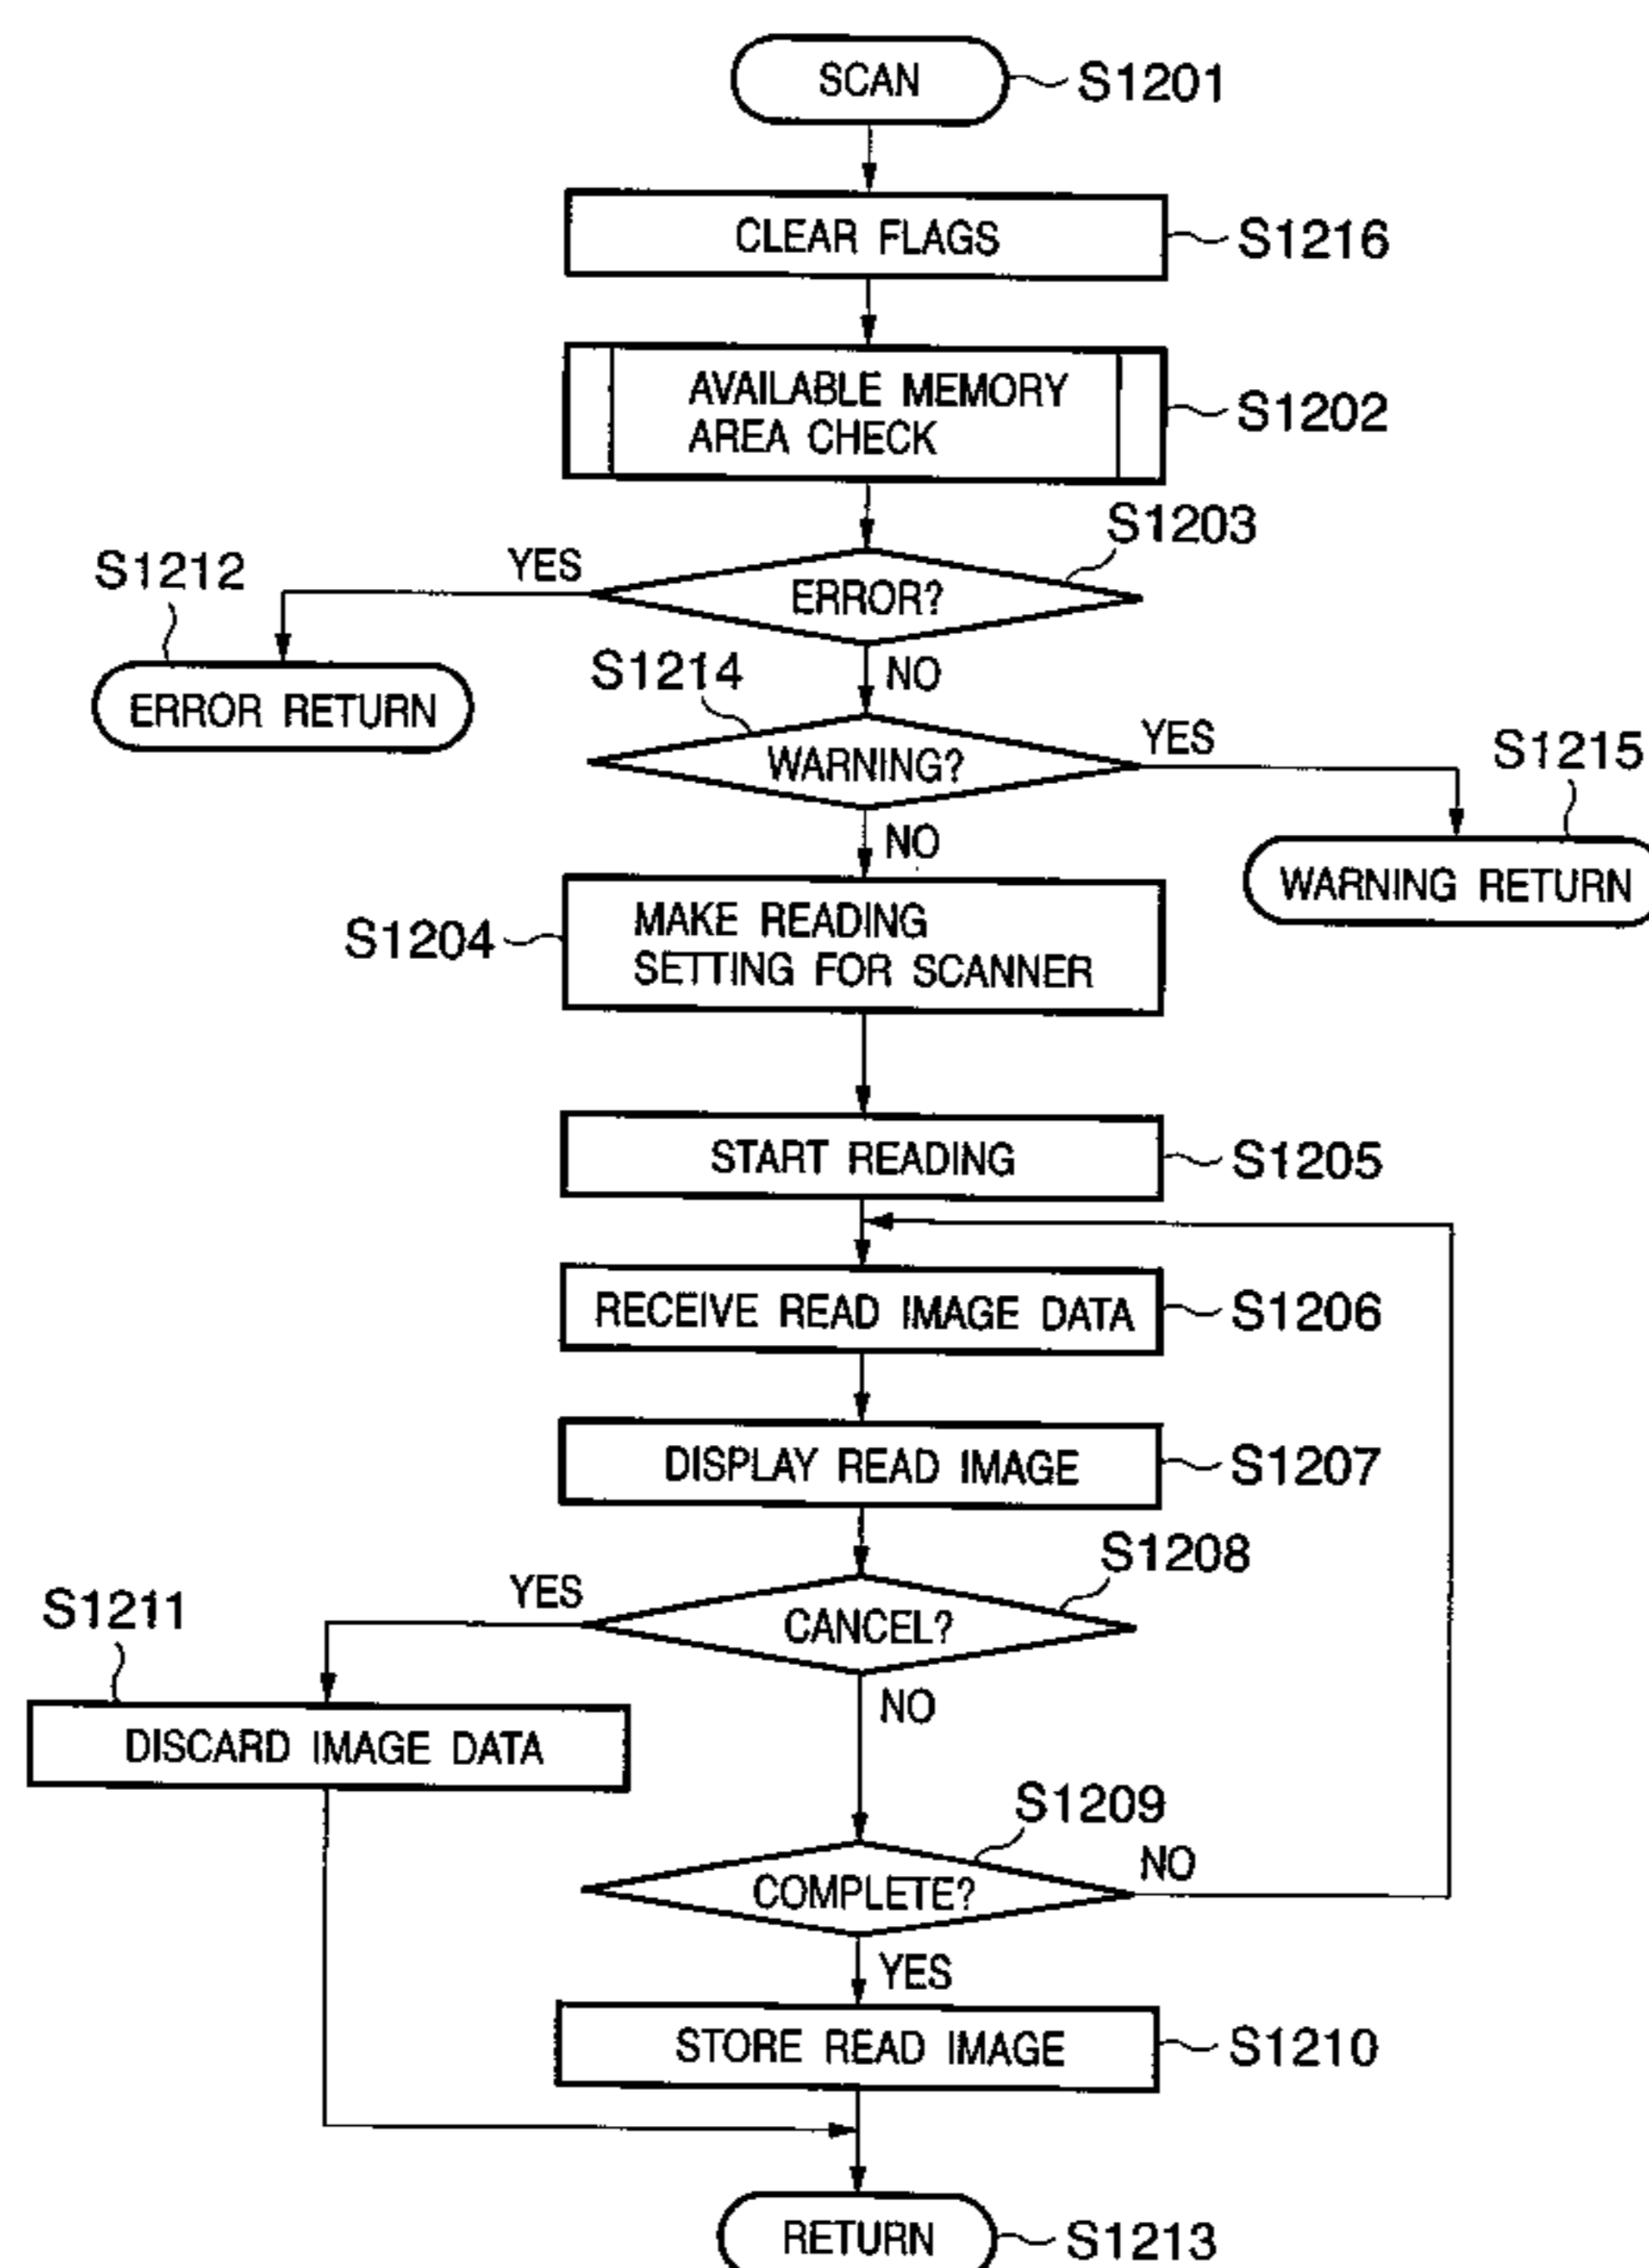 SCAN
S1201
CLEAR FLAGS
S1216
AVAILABLE MEMORY
AREA CHECK
S1202
S1203
S1212
YES
ERROR?
ERROR RETURN
NO
S1214
WARNING?
YES
S1215
WARNING RETURN
NO
S1204
MAKE READING
SETTING FOR SCANNER
START READING
S1205
RECEIVE READ IMAGE DATA
S1206
DISPLAY READ IMAGE
S1207
S1208
S1211
YES
CANCEL?
NO
DISCARD IMAGE DATA
S1209
NO
COMPLETE?
YES
STORE READ IMAGE
S1210
RETURN
S1213